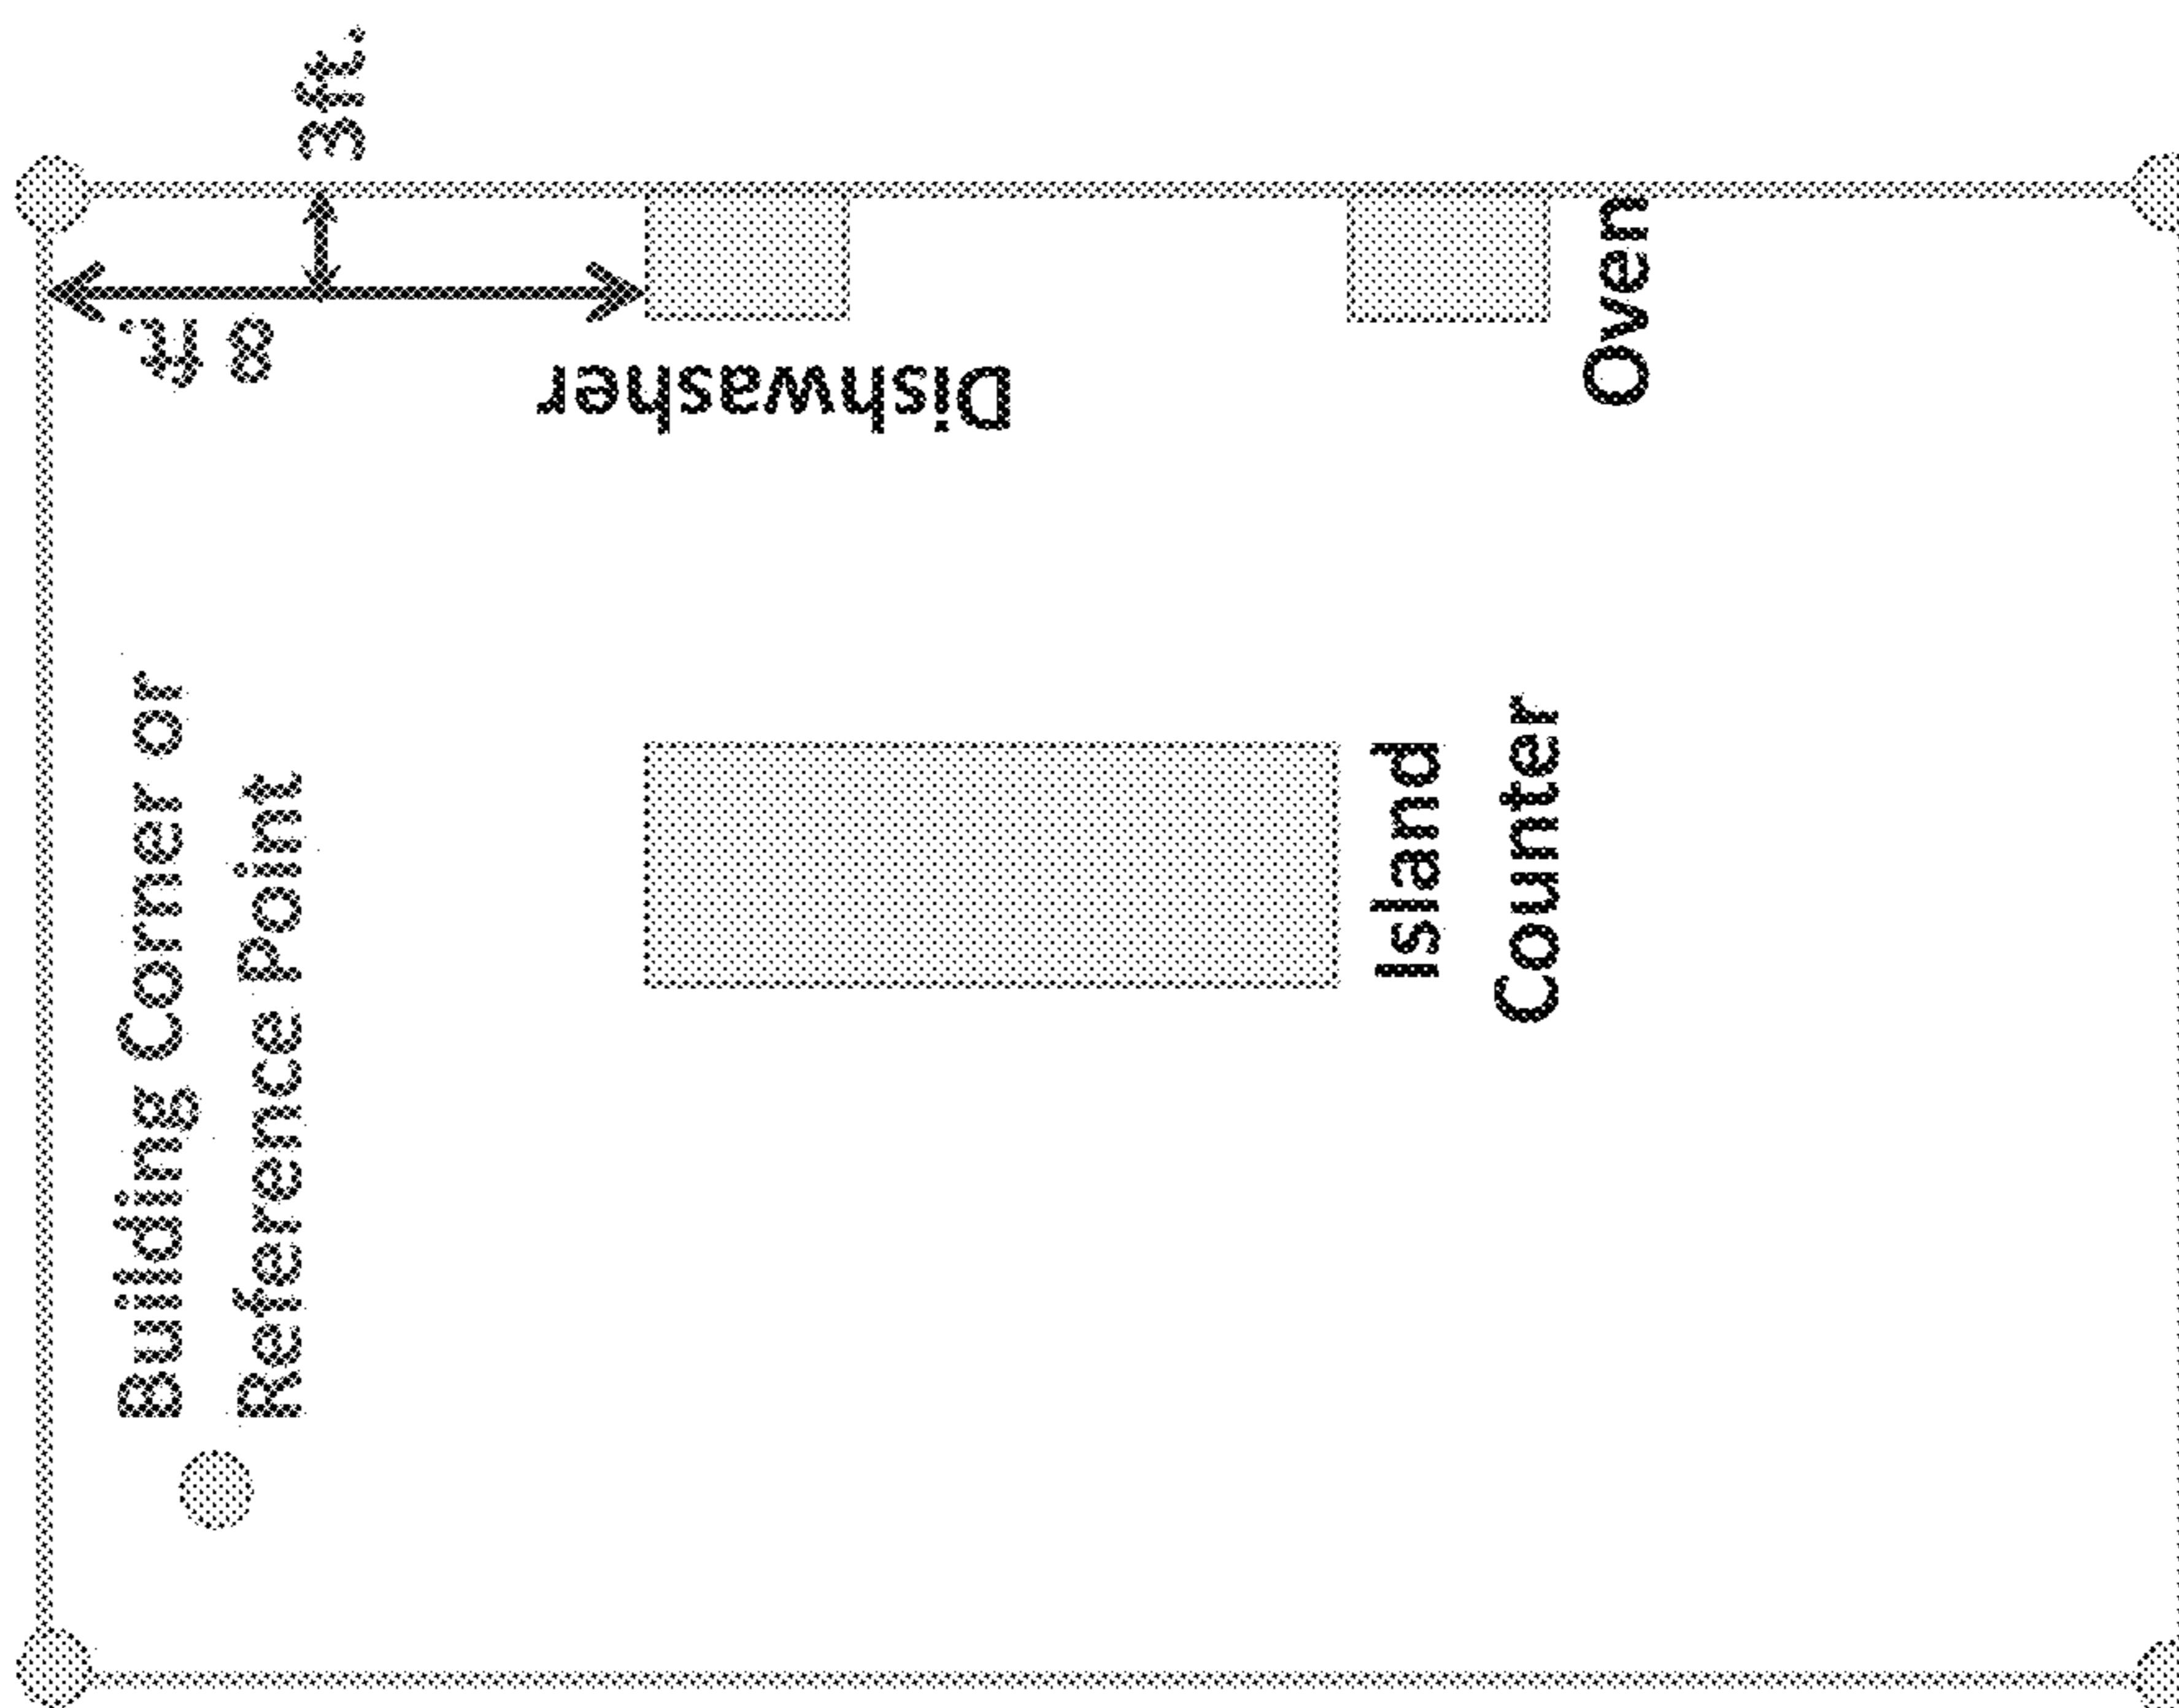 3ft.
8 ft.
Dishwasher
Oven
Building Corner or
Reference Point
Island
Counter